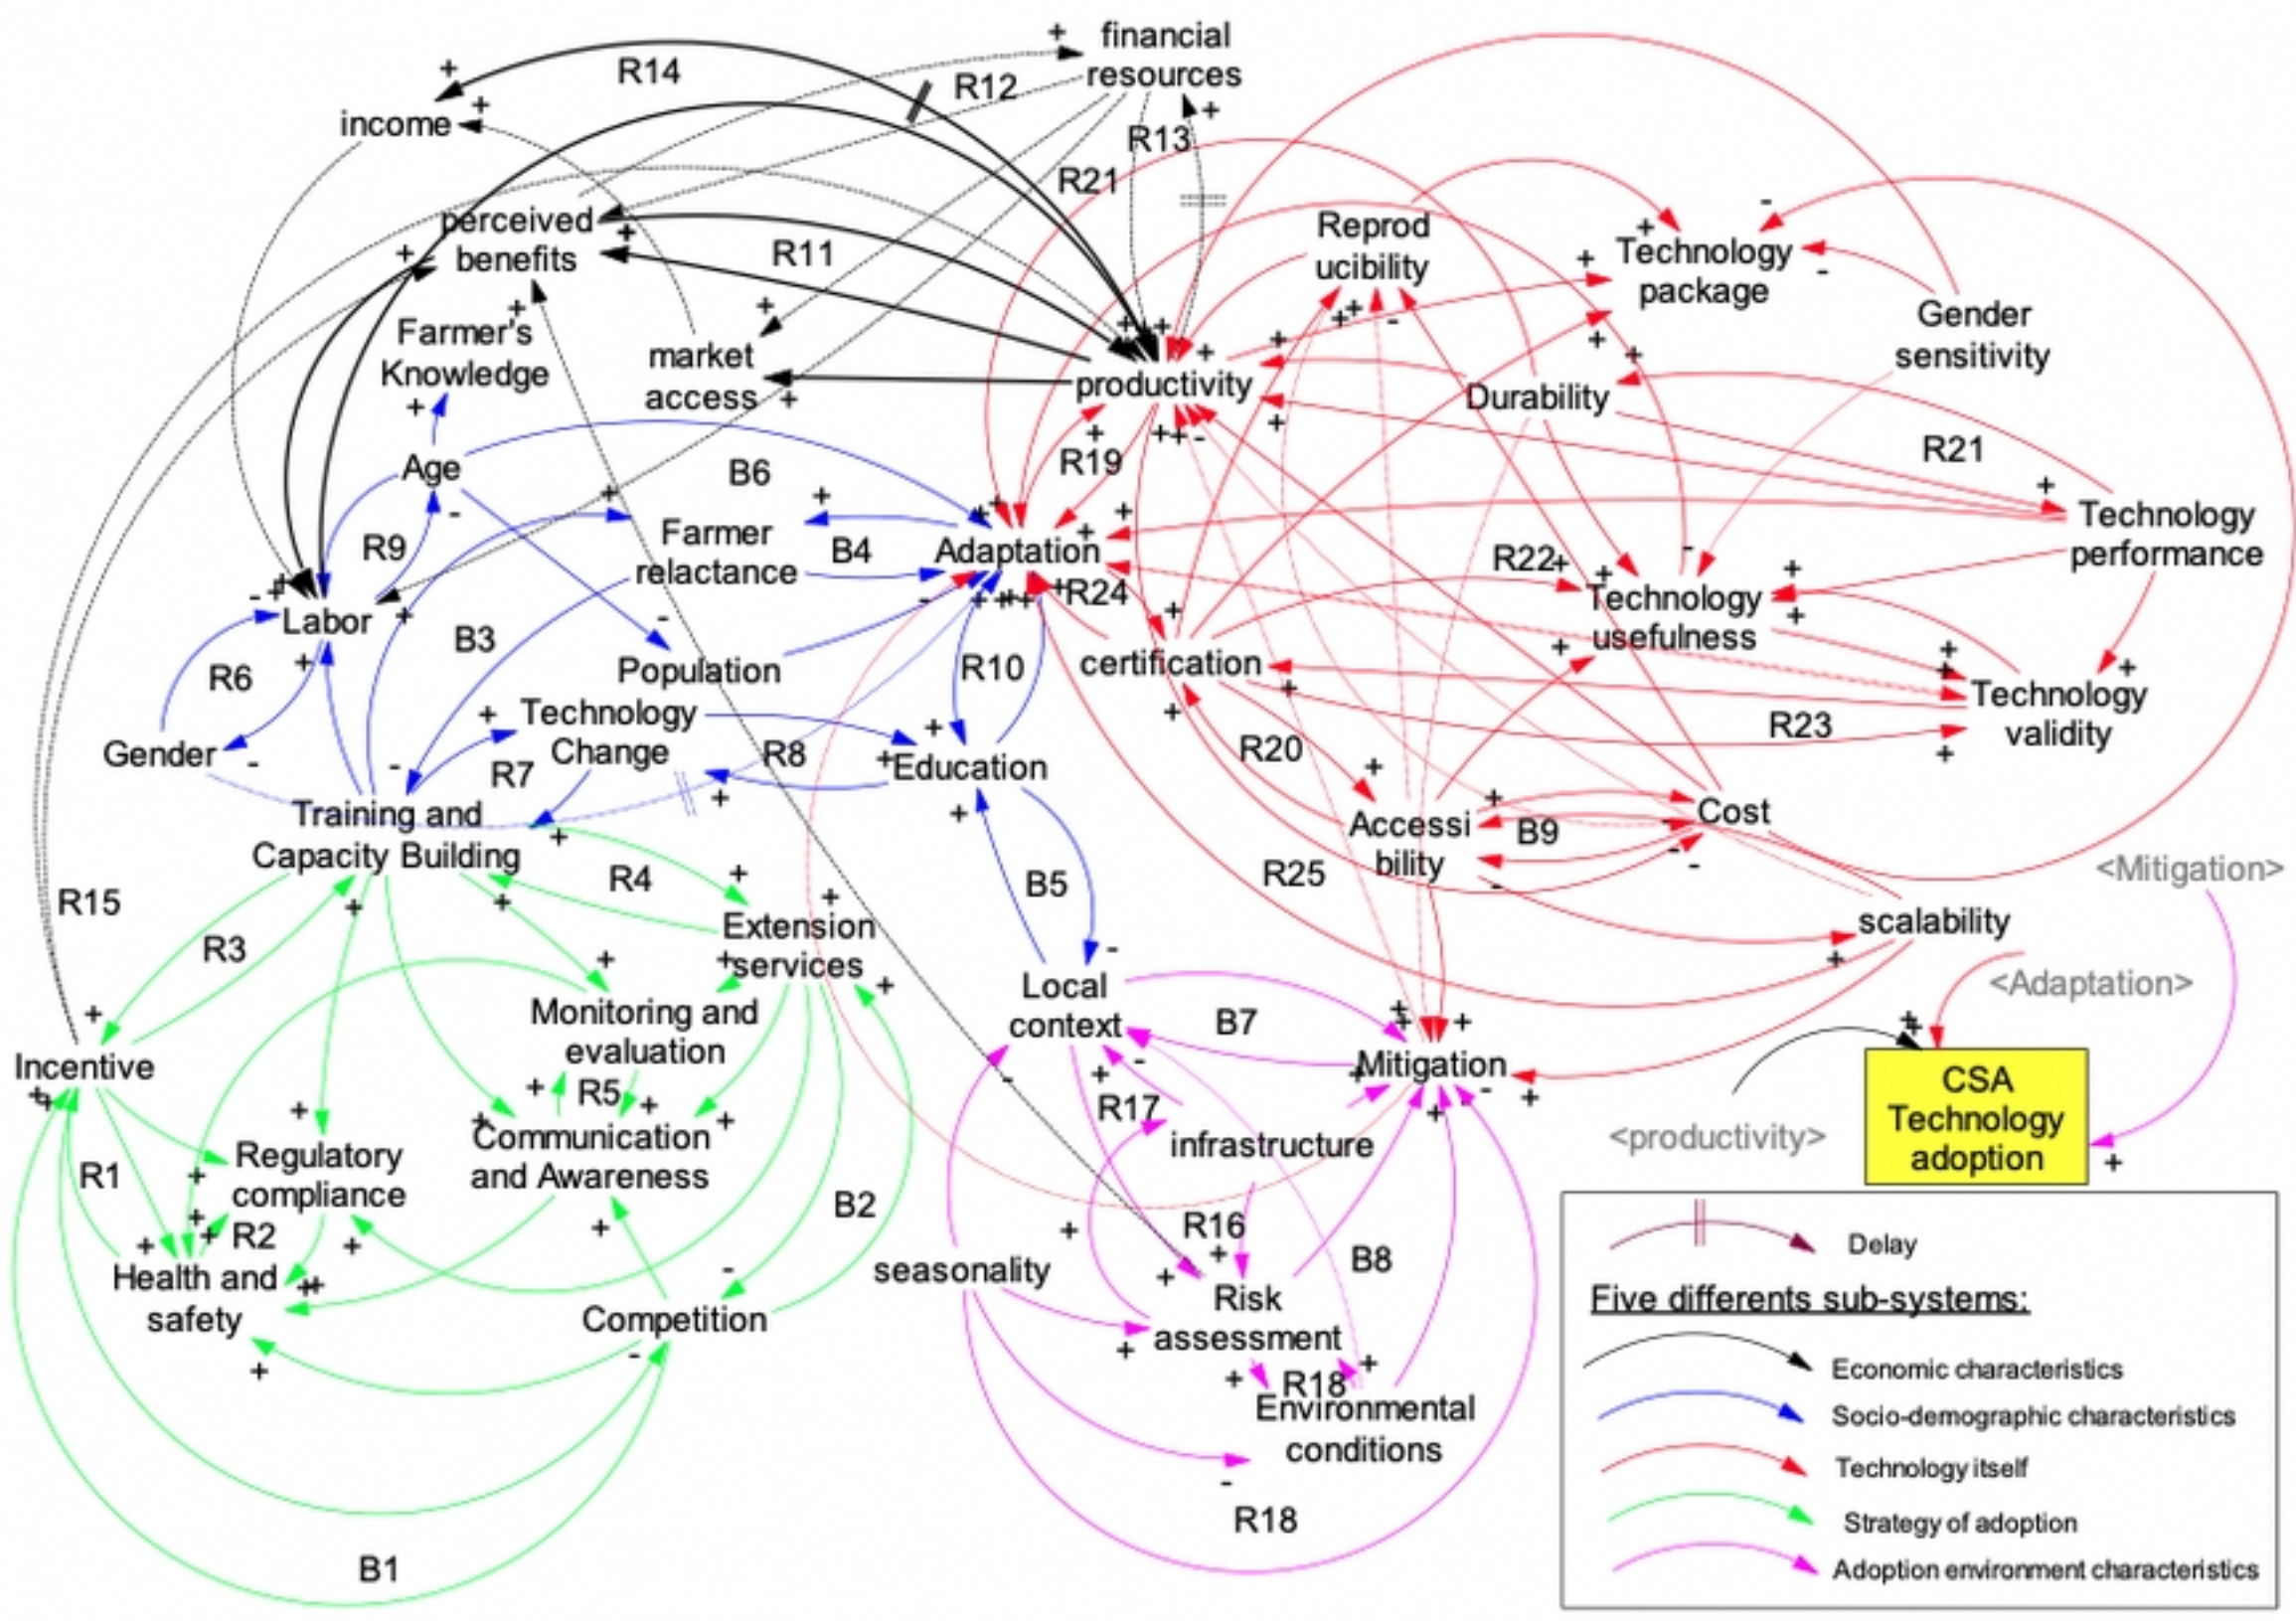 financial
resources
R14
R12
income
R13
R21
perceived
benefits
R11
Reprod
ucibility
Technology
package
Gender
sensitivity
Farmer's
Knowledge
market
access
productivity
Durability
Age
B6
R19
R21
Farmer
relactance
B4
Adaptation
R9
R22
Technology
performance
Labor
R24
Technology
usefulness
B3
R6
Population
R10
certification
Technology
validity
Technology
Change
R23
Gender
R7
R8
Education
R20
Training and
Capacity Building
Accessi
bility
B9
Cost
R4
B5
R25
<Mitigation>
R15
R3
Extension
services
scalability
Local
context
<Adaptation>
Monitoring and
evaluation
B7
Incentive
Mitigation
R5
R17
CSA
Technology
adoption
<productivity>
Communication
and Awareness
infrastructure
R1
Regulatory
compliance
R2
B2
R16
B8
Health and
safety
seasonality
Risk
assessment
Competition
R18
Environmental
conditions
R18
B1
Delay
Five differents sub-systems:
Economic characteristics
Socio-demographic characteristics
Technology itself
Strategy of adoption
Adoption environment characteristics